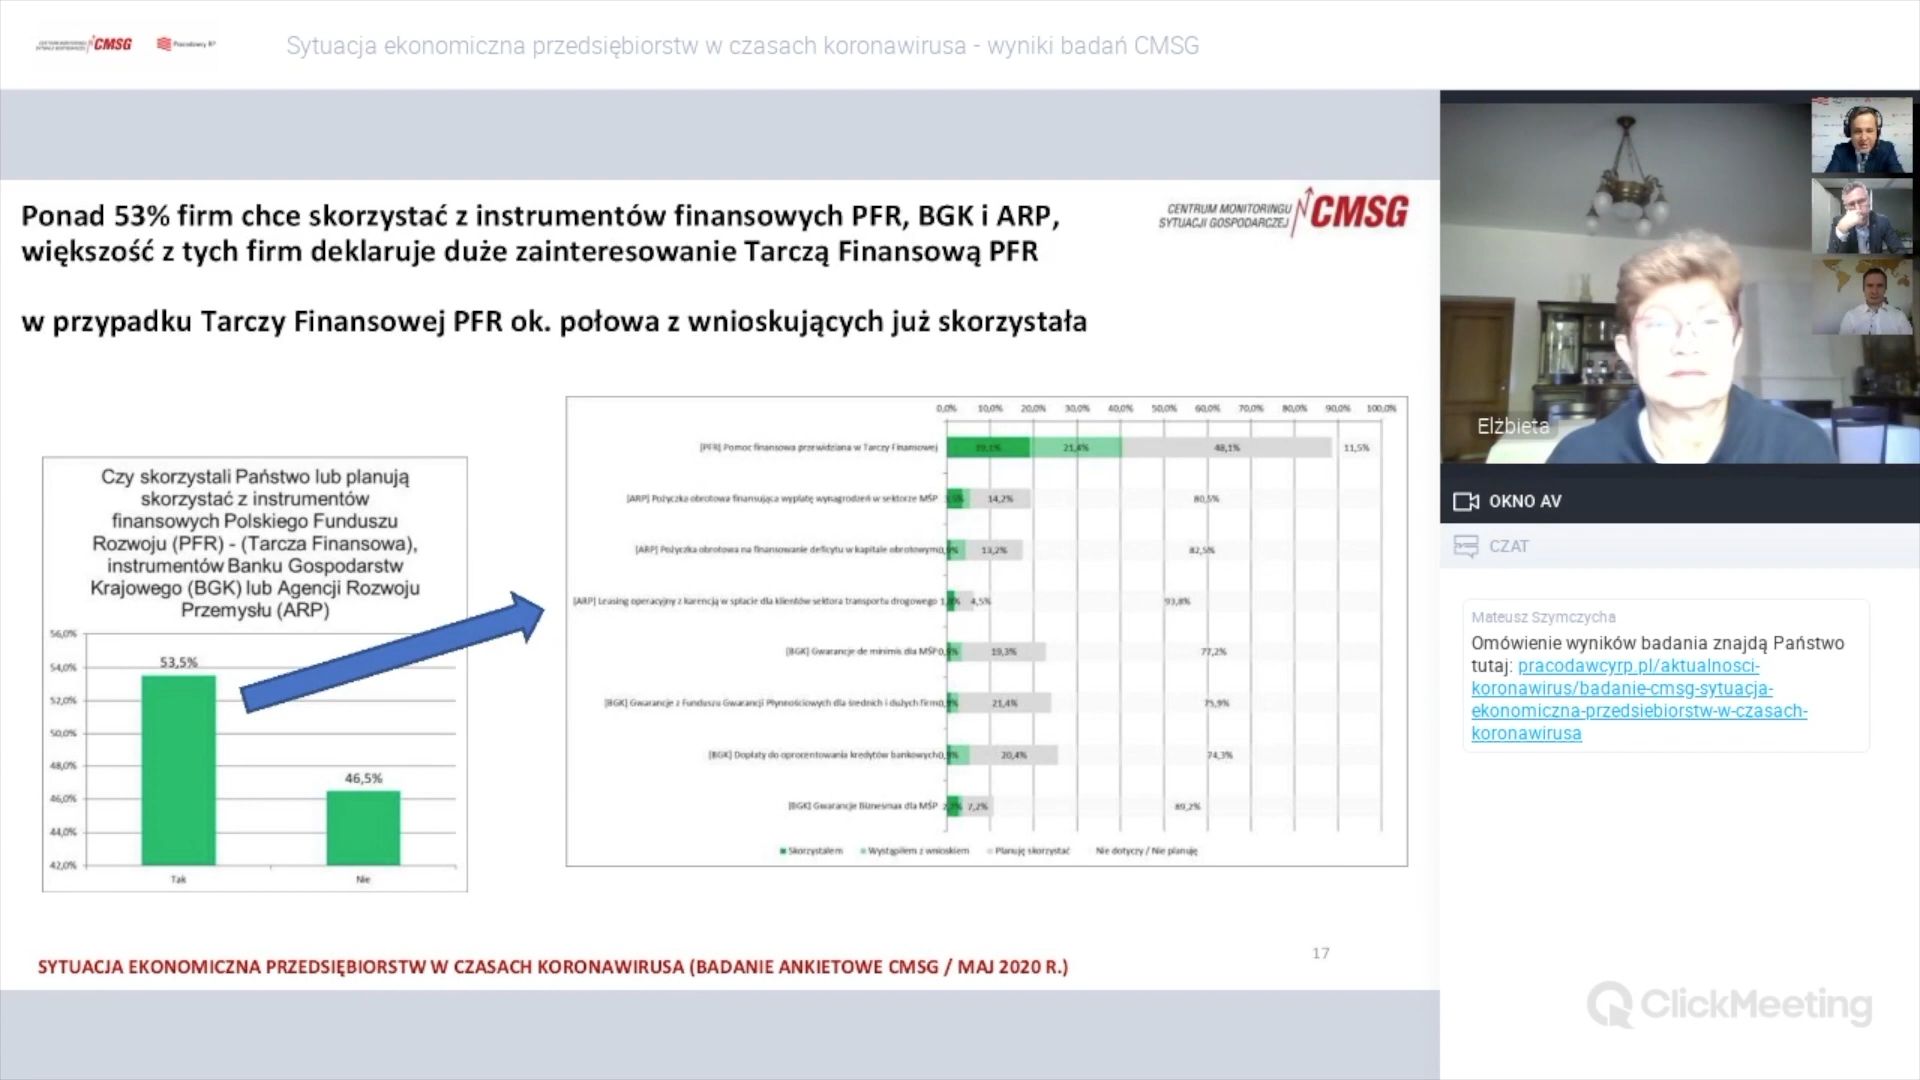 CENTRUM MONITORINGU
SYTUACJI GOSPODARCZEJ CMSG
Pracodawcy RP
Sytuacja ekonomiczna przedsiębiorstw w czasach koronawirusa - wyniki badań CMSG
Ponad 53% firm chce skorzystać z instrumentów finansowych PFR, BGK i ARP,
większość z tych firm deklaruje duże zainteresowanie Tarczą Finansową PFR
w przypadku Tarczy Finansowej PFR ok. połowa z wnioskujących już skorzystała
CENTRUM MONITORINGU
SYTUACJI GOSPODARCZEJ CMSG
Czy skorzystali Państwo lub planują
skorzystać z instrumentów
finansowych Polskiego Funduszu
Rozwoju (PFR) - (Tarcza Finansowa),
instrumentów Banku Gospodarstw
Krajowego (BGK) lub Agencji Rozwoju
Przemysłu (ARP)
56,0%
54,0%
52,0%
50,0%
48,0%
46,0%
44,0%
42,0%
53,5%
46,5%
Tak Nie
0,0% 10,0% 20,0% 30,0% 40,0% 50,0% 60,0% 70,0% 80,0% 90,0% 100,0%
[PFR] Pomoc finansowa przewidziana w Tarczy Finansowej 21,4% 48,1% 11,5%
[ARP] Pożyczka obrotowa finansująca wypłatę wynagrodzeń w sektorze MŚP 14,2% 80,5%
[ARP] Pożyczka obrotowa na finansowanie deficytu w kapitale obrotowym 13,2% 82,5%
[ARP] Leasing operacyjny z karencją w spłacie dla klientów sektora transportu drogowego 4,5% 93,8%
[BGK] Gwarancje de minimis dla MŚP 19,3% 77,2%
[BGK] Gwarancje z Funduszu Gwarancji Płynnościowych dla średnich i dużych firm 21,4% 75,9%
[BGK] Dopłaty do oprocentowania kredytów bankowych 20,4% 74,3%
[BGK] Gwarancje Biznesmax dla MŚP 7,2% 89,2%
Skorzystałem Wystąpiłem z wnioskiem Planuję skorzystać Nie dotyczy / Nie planuję
SYTUACJA EKONOMICZNA PRZEDSIĘBIORSTW W CZASACH KORONAWIRUSA (BADANIE ANKIETOWE CMSG / MAJ 2020 R.)
17
Elżbieta
OKNO AV
CZAT
Mateusz Szymczycha
Omówienie wyników badania znajdą Państwo
tutaj: pracodawcyrp.pl/aktualnosci-
koronawirus/badanie-cmsg-sytuacja-
ekonomiczna-przedsiebiorstw-w-czasach-
koronawirusa
ClickMeeting